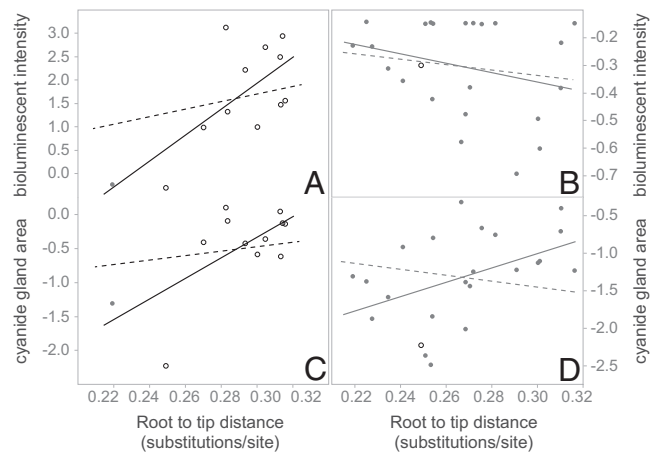 bioluminescent intensity
3.0
2.5
2.0
1.5
1.0
0.5
0.0
A
B
-0.2
-0.3
-0.4
-0.5
-0.6
bioluminescent intensity
cyanide gland area
0.0
-0.5
-1.0
-1.5
-2.0
C
D
-0.5
-1.0
-1.5
-2.0
-2.5
cyanide gland area
0.22 0.24 0.26 0.28 0.30 0.32
0.22 0.24 0.26 0.28 0.30 0.32
Root to tip distance
(substitutions/site)
Root to tip distance
(substitutions/site)